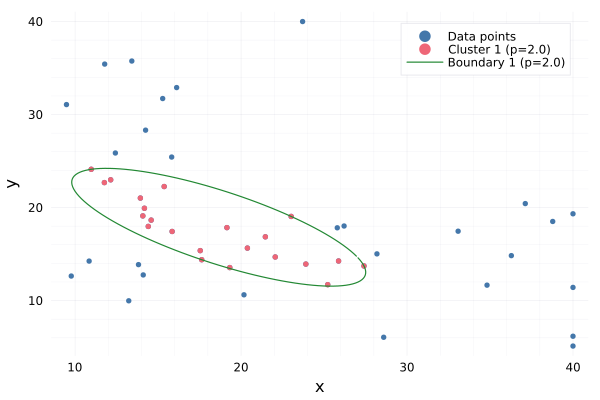 40
Data points
Cluster 1 (p=2.0)
Boundary 1 (p=2.0)
30
y
20
10
10 20 30 40
x